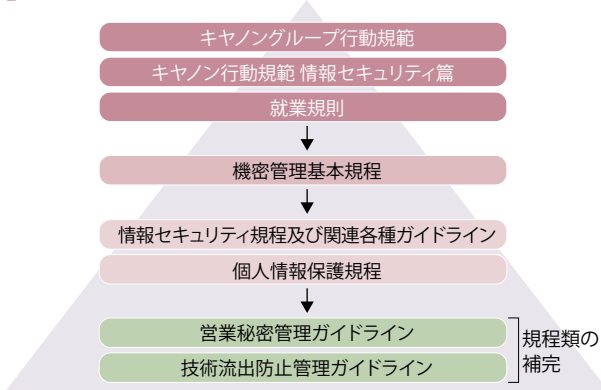 キヤノングループ行動規範
キヤノン行動規範 情報セキュリティ篇
就業規則
機密管理基本規程
情報セキュリティ規程及び関連各種ガイドライン
個人情報保護規程
営業秘密管理ガイドライン
技術流出防止管理ガイドライン
規程類の
補完